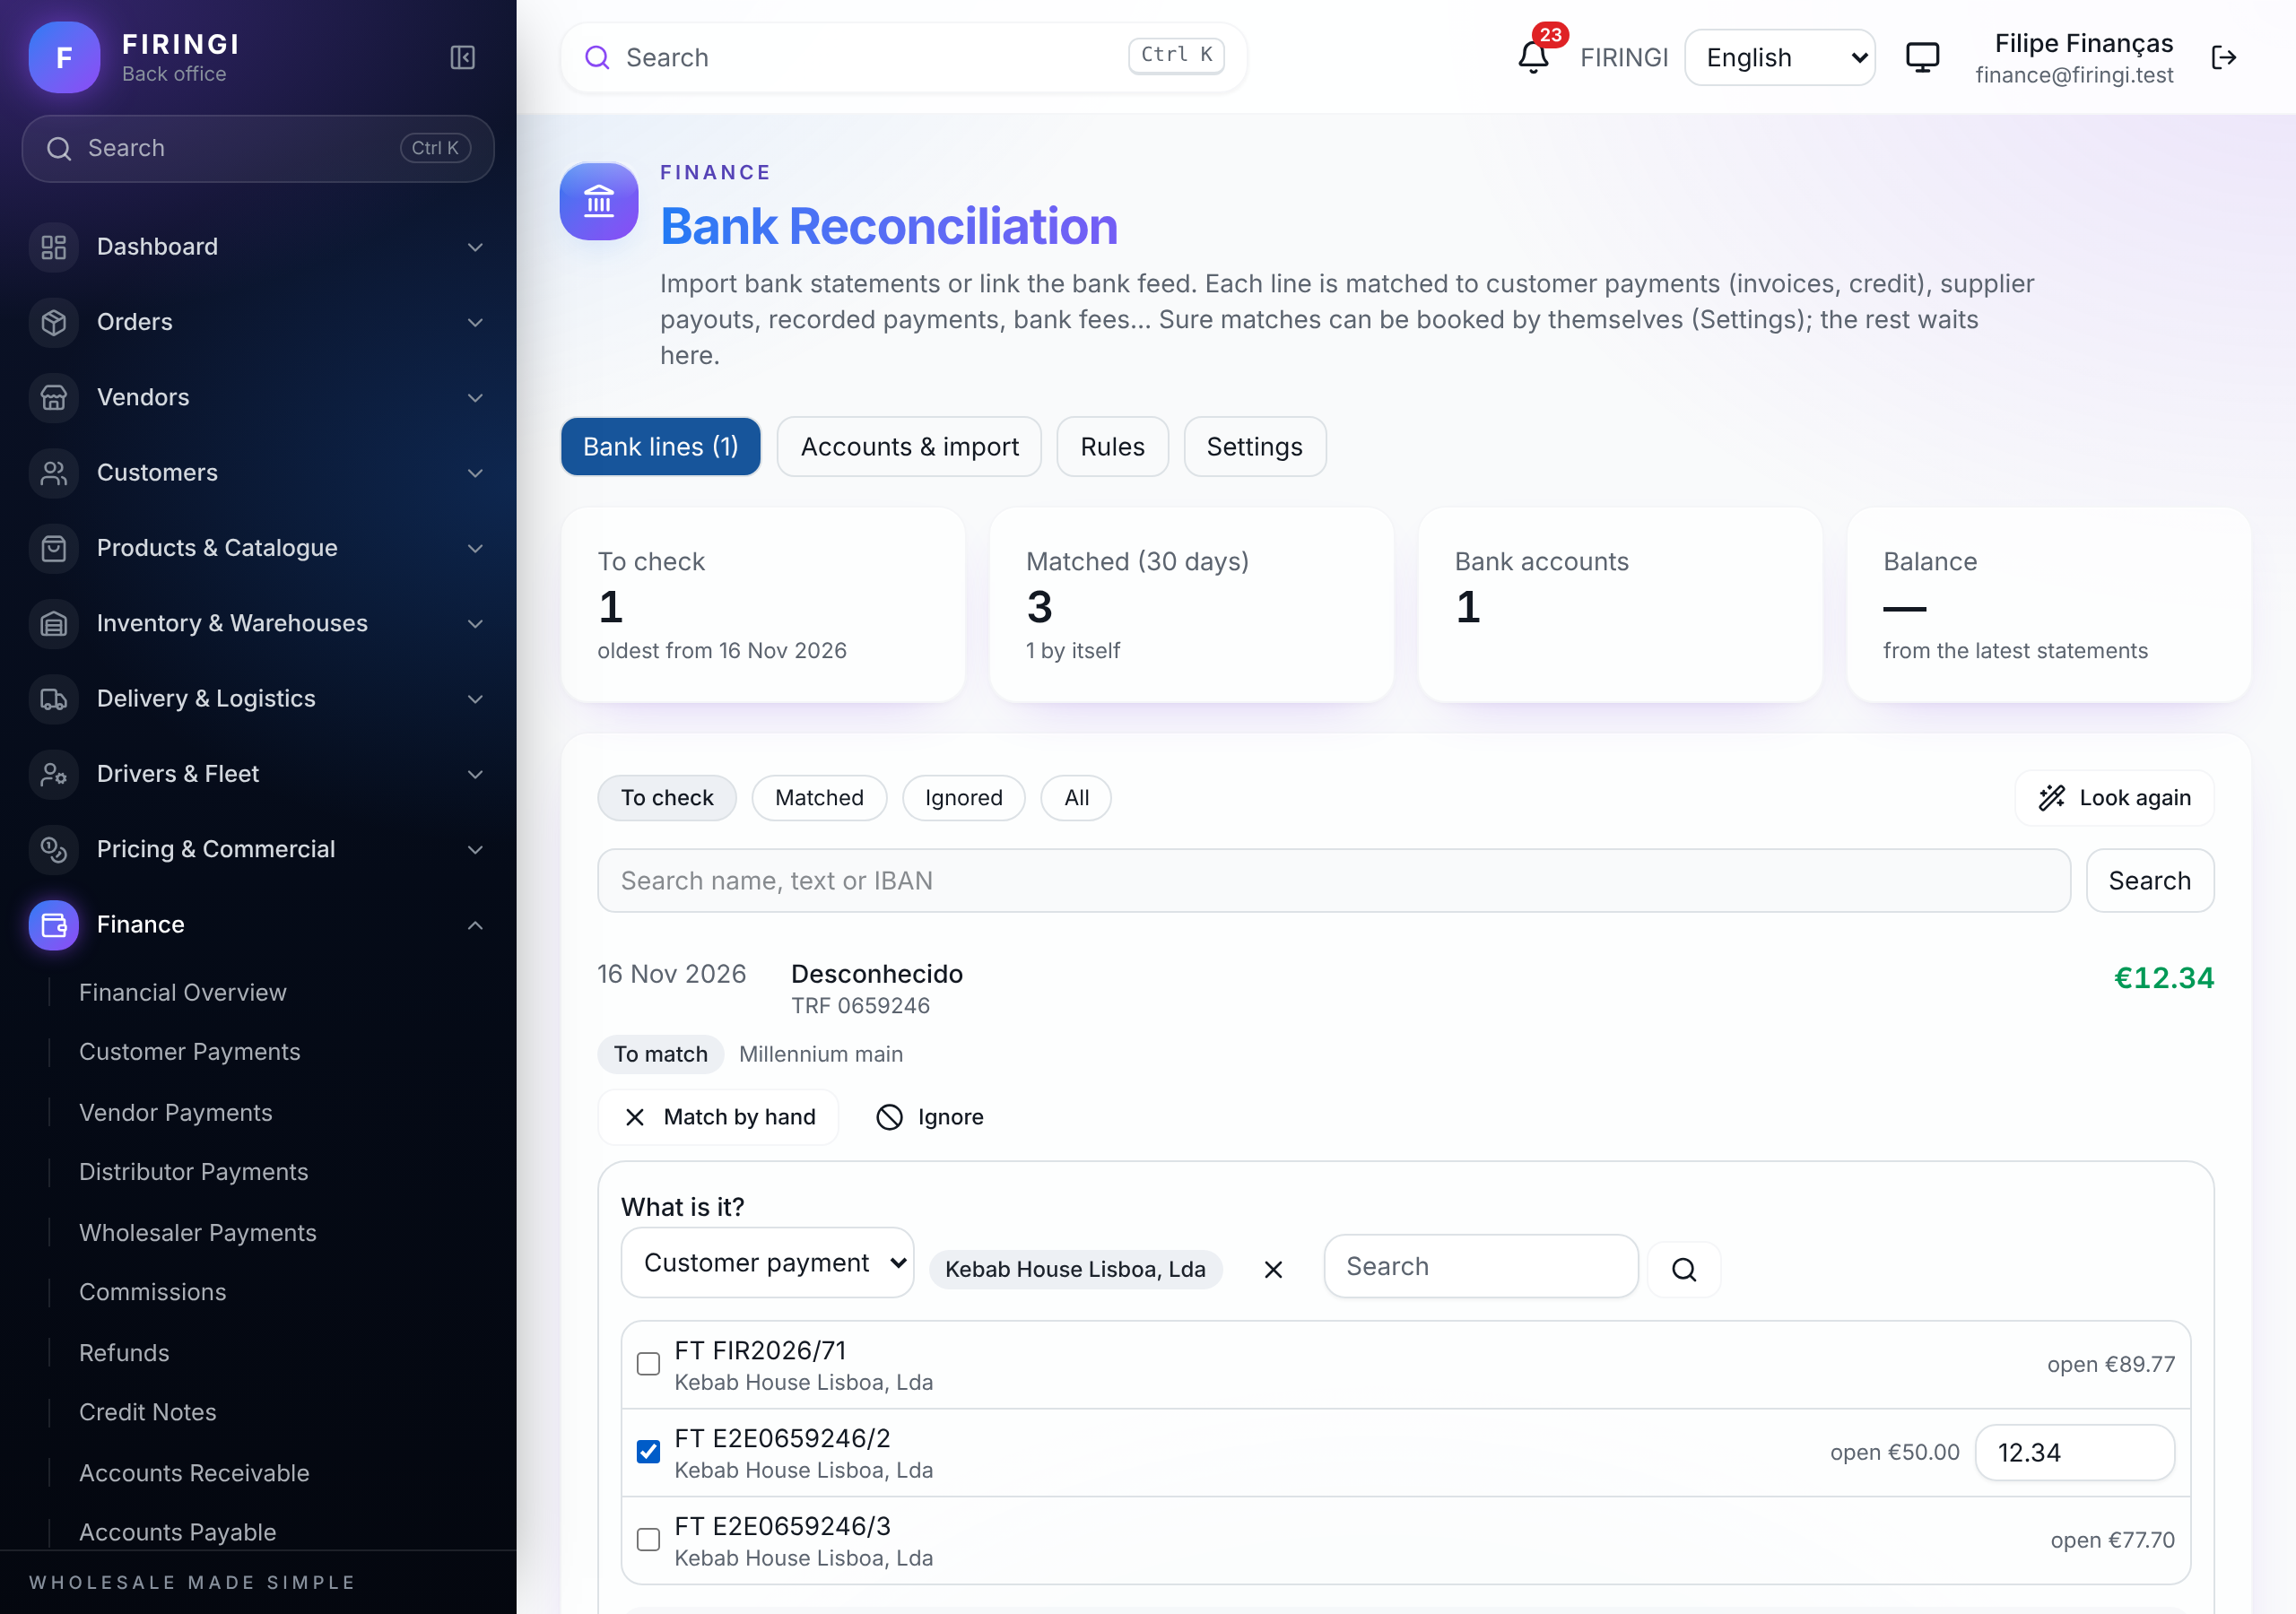 F
FIRINGI
Back office
Search
Ctrl K
Dashboard
Orders
Vendors
Customers
Products & Catalogue
Inventory & Warehouses
Delivery & Logistics
Drivers & Fleet
Pricing & Commercial
Finance
Financial Overview
Customer Payments
Vendor Payments
Distributor Payments
Wholesaler Payments
Commissions
Refunds
Credit Notes
Accounts Receivable
Accounts Payable
WHOLESALE MADE SIMPLE
Search
Ctrl K
23
FIRINGI
English
Filipe Finanças
finance@firingi.test
FINANCE
Bank Reconciliation
Import bank statements or link the bank feed. Each line is matched to customer payments (invoices, credit), supplier
payouts, recorded payments, bank fees... Sure matches can be booked by themselves (Settings); the rest waits
here.
Bank lines (1)
Accounts & import
Rules
Settings
To check
1
oldest from 16 Nov 2026
Matched (30 days)
3
1 by itself
Bank accounts
1
Balance
—
from the latest statements
To check
Matched
Ignored
All
Look again
Search name, text or IBAN
Search
16 Nov 2026
Desconhecido
€12.34
TRF 0659246
To match
Millennium main
Match by hand
Ignore
What is it?
Customer payment
Kebab House Lisboa, Lda
Search
FT FIR2026/71
Kebab House Lisboa, Lda
open €89.77
FT E2E0659246/2
Kebab House Lisboa, Lda
open €50.00
12.34
FT E2E0659246/3
Kebab House Lisboa, Lda
open €77.70